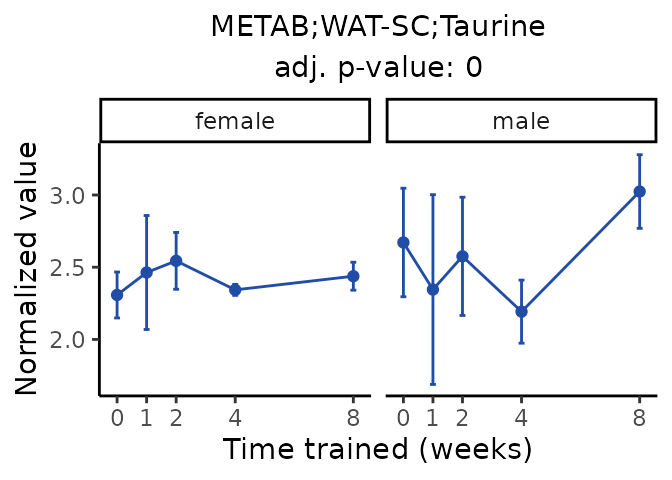 METAB;WAT-SC;Taurine
adj. p-value: 0
female
male
Normalized value
3.0
2.5
2.0
0 1 2 4 8
0 1 2 4 8
Time trained (weeks)